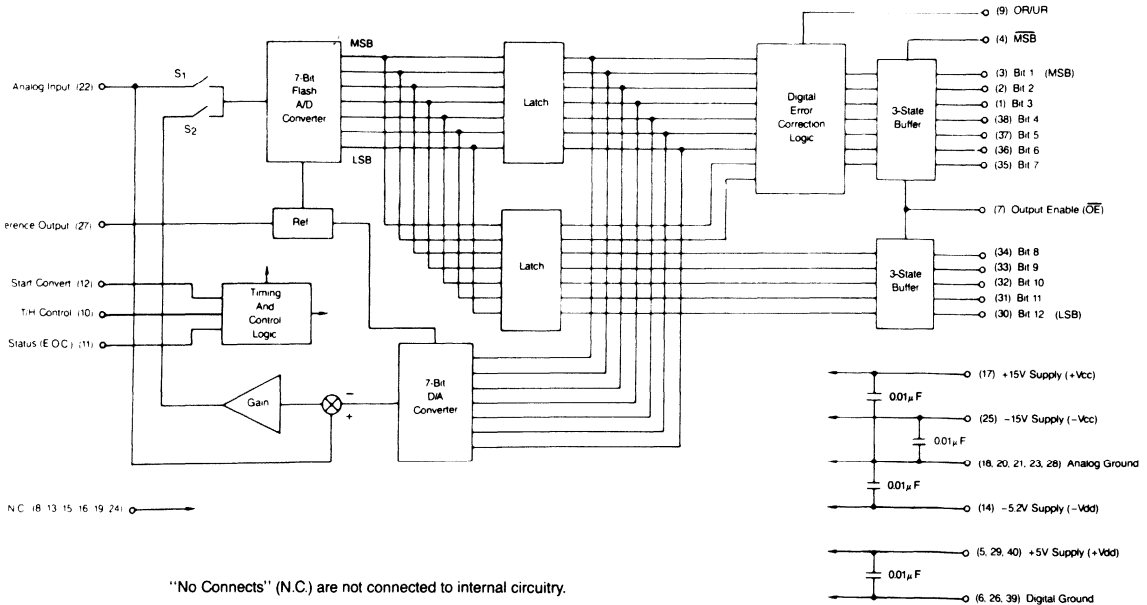 (9) OR/UR
(4) MSB
MSB
Analog Input (22)
S1
S2
7-Bit
Flash
A/D
Converter
LSB
Latch
Digital
Error
Correction
Logic
3-State
Buffer
(3) Bit 1 (MSB)
(2) Bit 2
(1) Bit 3
(38) Bit 4
(37) Bit 5
(36) Bit 6
(35) Bit 7
erence Output (27)
Ref
(7) Output Enable (OE)
Latch
3-State
Buffer
(34) Bit 8
(33) Bit 9
(32) Bit 10
(31) Bit 11
(30) Bit 12 (LSB)
Start Convert (12)
T/H Control (10)
Status (E.O.C.) (11)
Timing
And
Control
Logic
Gain
−
+
7-Bit
D/A
Converter
(17) +15V Supply (+Vcc)
0.01µF
(25) −15V Supply (−Vcc)
0.01µF
(18, 20, 21, 23, 28) Analog Ground
0.01µF
(14) −5.2V Supply (−Vdd)
N.C. (8 13 15 16 19 24)
(5, 29, 40) +5V Supply (+Vdd)
0.01µF
(6, 26, 39) Digital Ground
"No Connects" (N.C.) are not connected to internal circuitry.